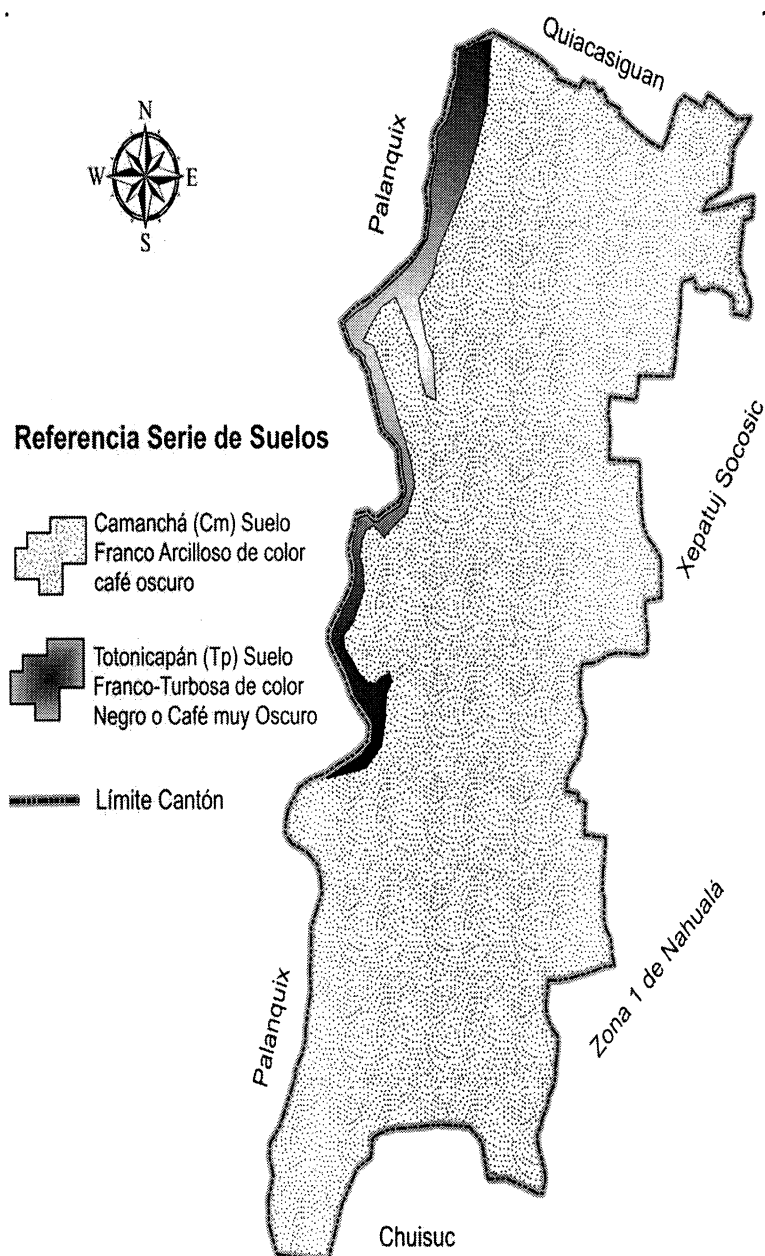 Quiacasiguan
Palanquix
N
W E
S
Referencia Serie de Suelos
Camanchá (Cm) Suelo
Franco Arcilloso de color
café oscuro
Xepatuj Socosic
Totonicapán (Tp) Suelo
Franco-Turbosa de color
Negro o Café muy Oscuro
Límite Cantón
Zona 1 de Nahualá
Palanquix
Chuisuc